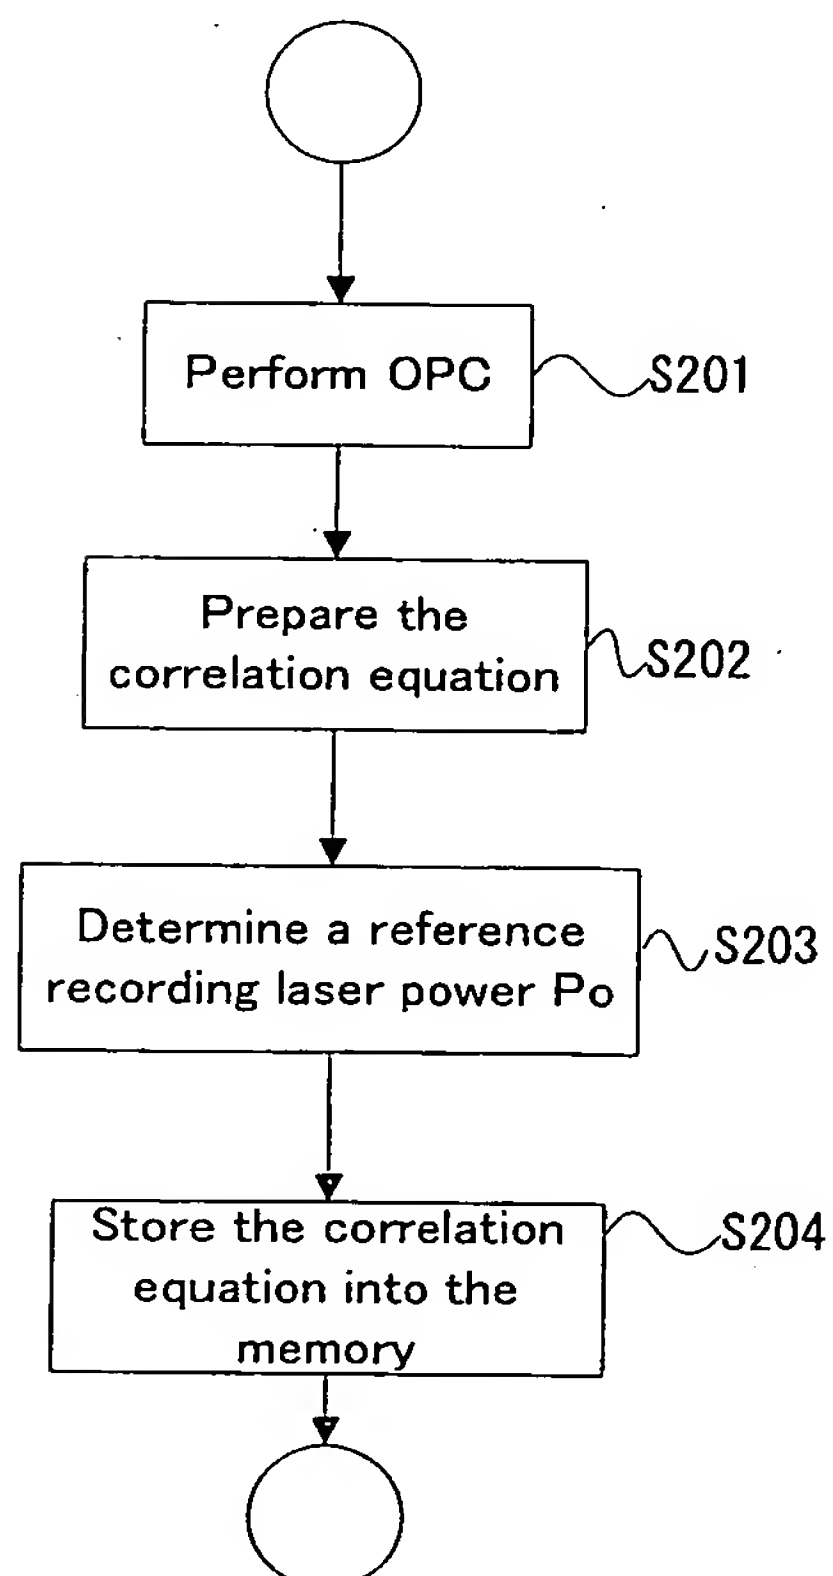 Perform OPC
S201
Prepare the
correlation equation
S202
Determine a reference
recording laser power Po
S203
Store the correlation
equation into the
memory
S204